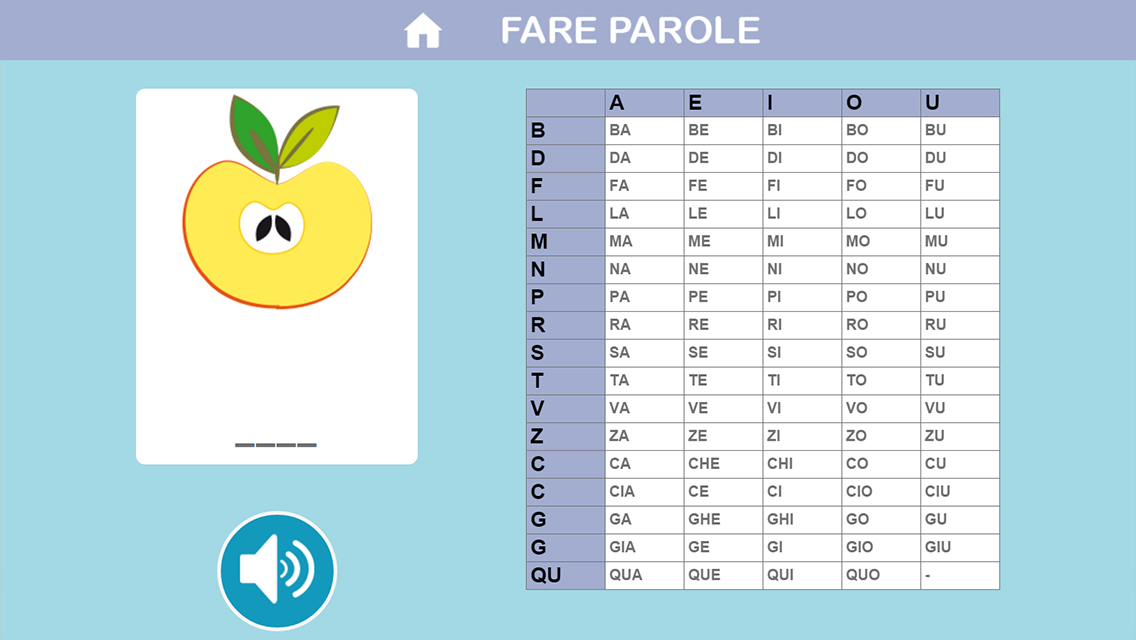 FARE PAROLE
A E I O U
B BA BE BI BO BU
D DA DE DI DO DU
F FA FE FI FO FU
L LA LE LI LO LU
M MA ME MI MO MU
N NA NE NI NO NU
P PA PE PI PO PU
R RA RE RI RO RU
S SA SE SI SO SU
T TA TE TI TO TU
V VA VE VI VO VU
Z ZA ZE ZI ZO ZU
C CA CHE CHI CO CU
C CIA CE CI CIO CIU
G GA GHE GHI GO GU
G GIA GE GI GIO GIU
QU QUA QUE QUI QUO -
____